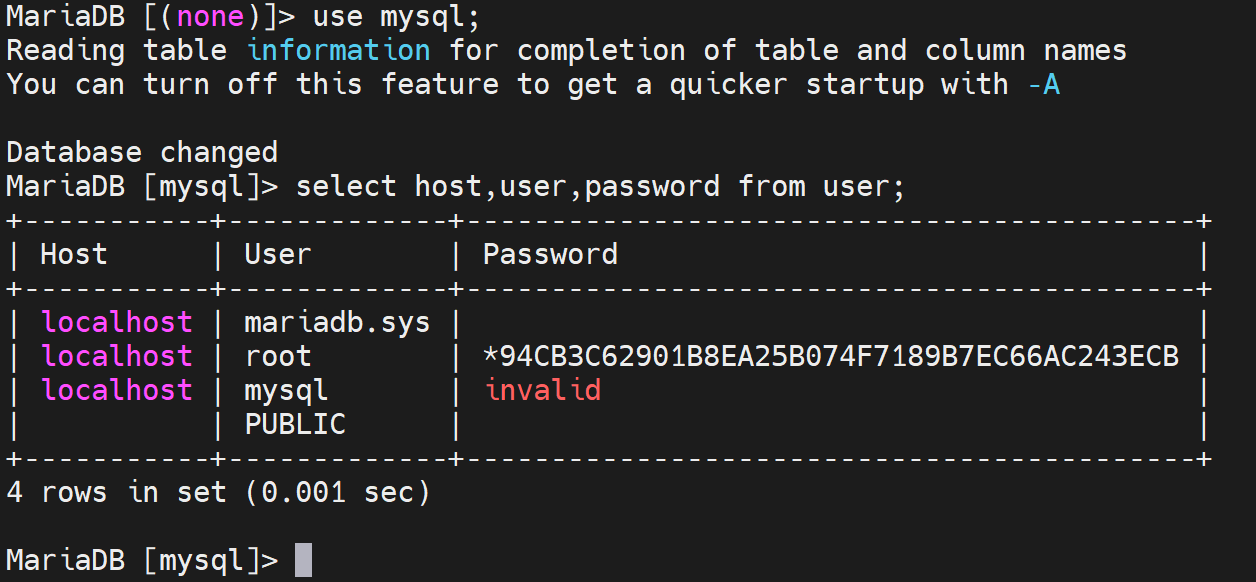 MariaDB [(none)]> use mysql;
Reading table information for completion of table and column names
You can turn off this feature to get a quicker startup with -A

Database changed
MariaDB [mysql]> select host,user,password from user;
+-----------+-------------+-------------------------------------------+
| Host      | User        | Password                                  |
+-----------+-------------+-------------------------------------------+
| localhost | mariadb.sys |                                           |
| localhost | root        | *94CB3C62901B8EA25B074F7189B7EC66AC243ECB |
| localhost | mysql       | invalid                                   |
|           | PUBLIC      |                                           |
+-----------+-------------+-------------------------------------------+
4 rows in set (0.001 sec)

MariaDB [mysql]>